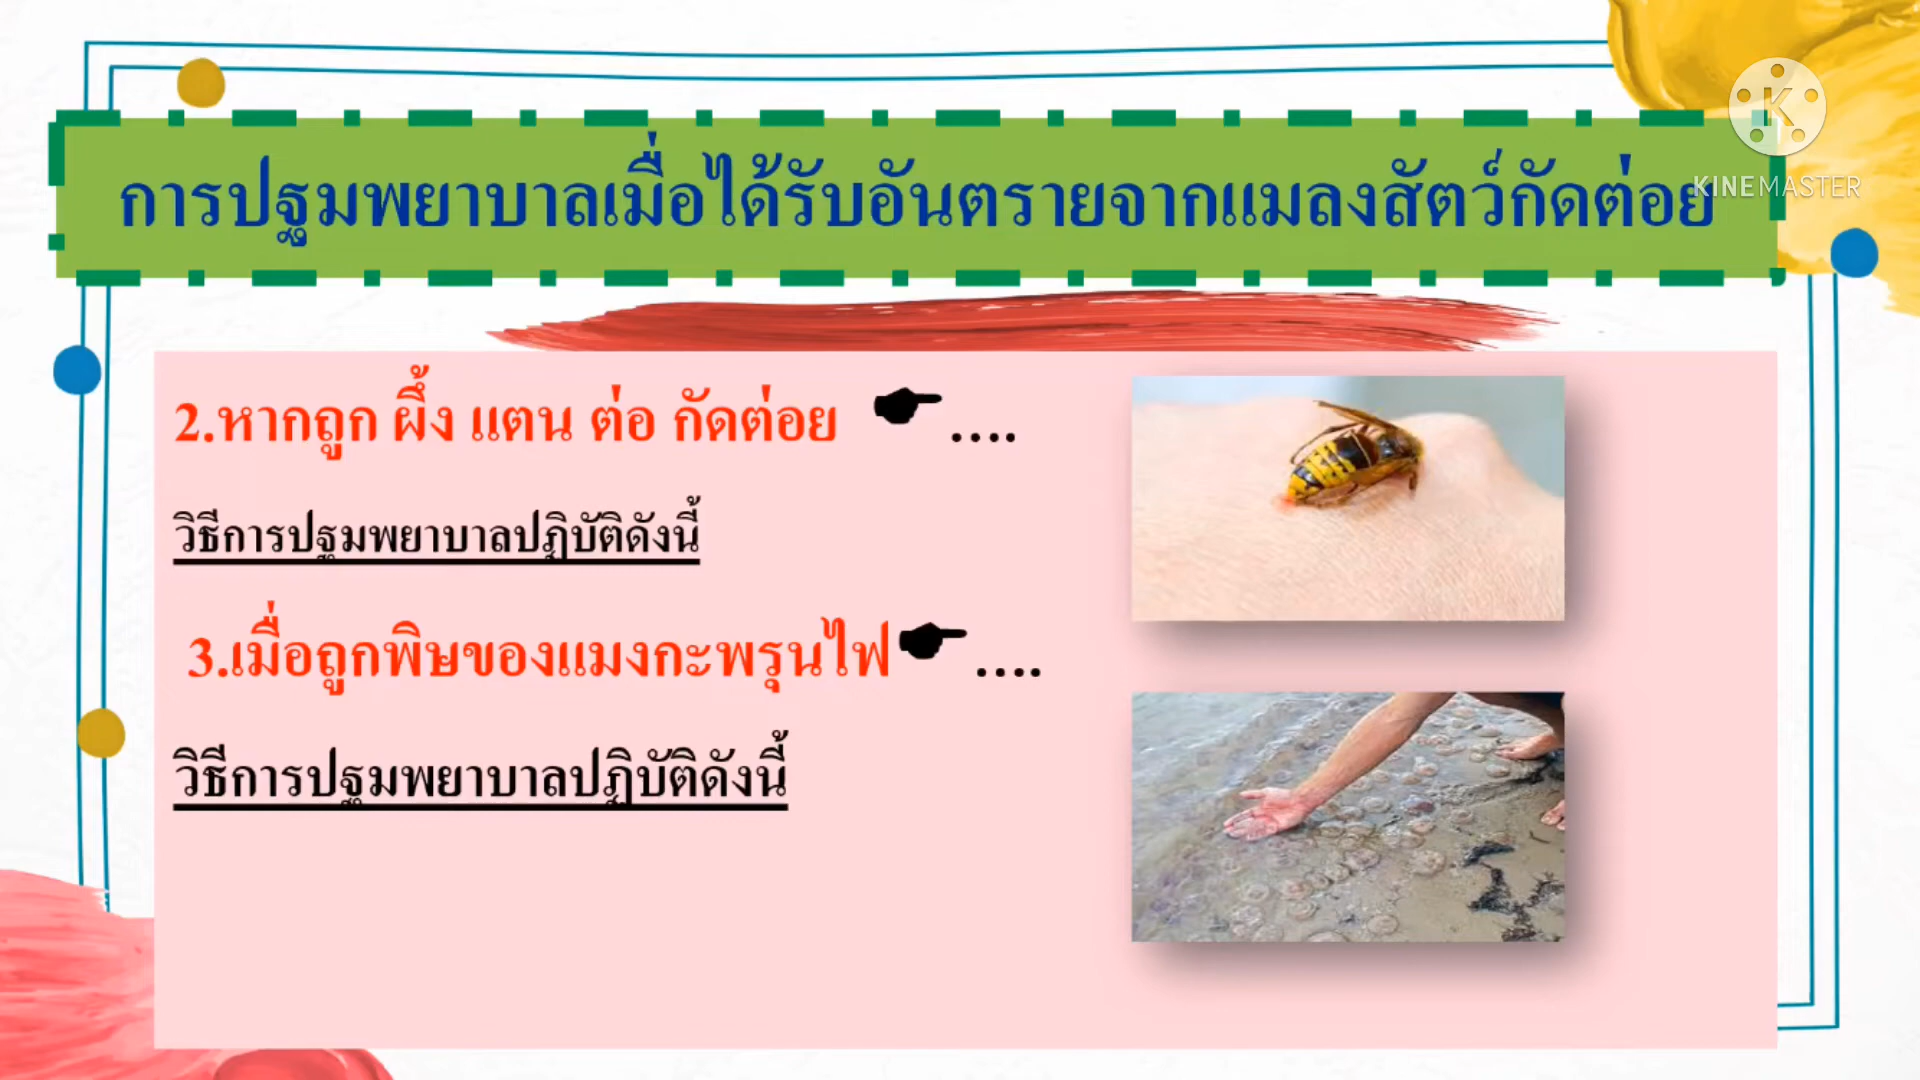 การปฐมพยาบาลเมื่อได้รับอันตรายจากแมลงสัตว์กัดต่อย
KINEMASTER
2.หากถูก ผึ้ง แตน ต่อ กัดต่อย ....
วิธีการปฐมพยาบาลปฏิบัติดังนี้
3.เมื่อถูกพิษของแมงกะพรุนไฟ ....
วิธีการปฐมพยาบาลปฏิบัติดังนี้